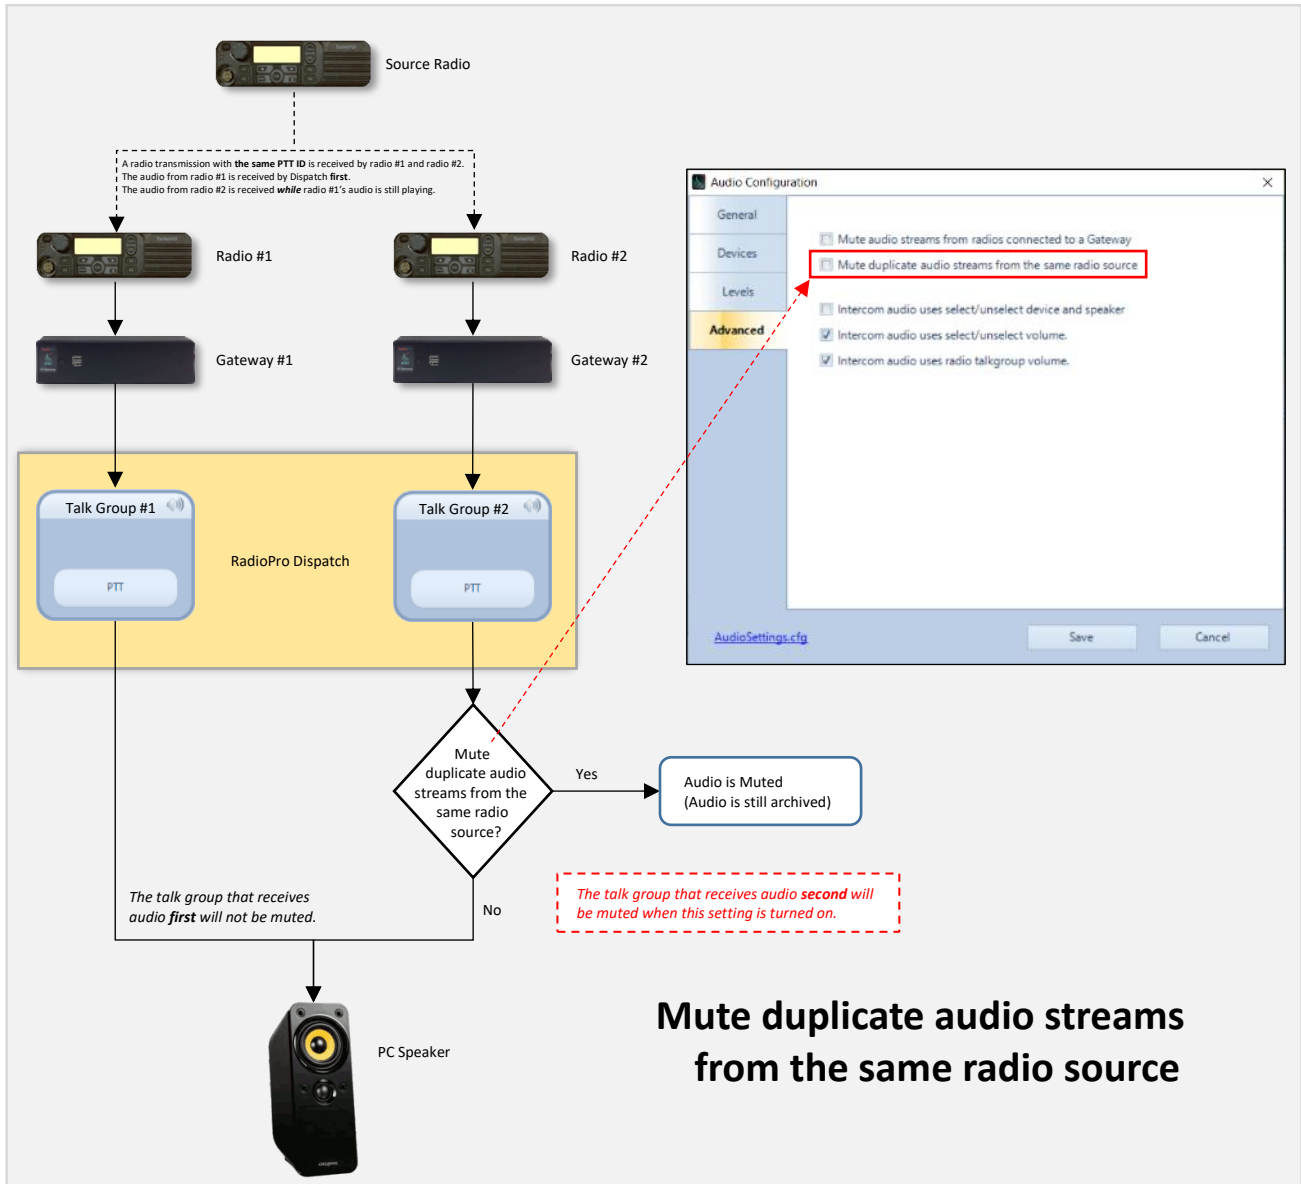 Source Radio
A radio transmission with the same PTT ID is received by radio #1 and radio #2.
The audio from radio #1 is received by Dispatch first.
The audio from radio #2 is received while radio #1's audio is still playing.
Radio #1
Radio #2
Gateway #1
Gateway #2
Talk Group #1
PTT
RadioPro Dispatch
Talk Group #2
PTT
Audio Configuration
General
Devices
Levels
Advanced
Mute audio streams from radios connected to a Gateway
Mute duplicate audio streams from the same radio source
Intercom audio uses select/unselect device and speaker
Intercom audio uses select/unselect volume.
Intercom audio uses radio talkgroup volume.
AudioSettings.cfg
Save
Cancel
Mute
duplicate audio
streams from the
same radio
source?
Yes
Audio is Muted
(Audio is still archived)
No
The talk group that receives
audio first will not be muted.
The talk group that receives audio second will
be muted when this setting is turned on.
PC Speaker
Mute duplicate audio streams
from the same radio source